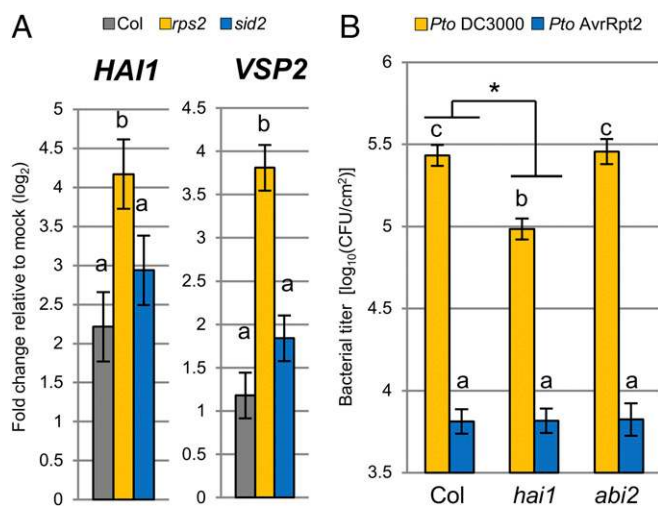 A
Col rps2 sid2
HAI1
VSP2
Fold change relative to mock (log2)
5
4.5
4
3.5
3
2.5
2
1.5
1
0.5
0
a
b
a
4.5
4
3.5
3
2.5
2
1.5
1
0.5
0
a
b
a
B
Pto DC3000 Pto AvrRpt2
Bacterial titer [log10(CFU/cm2)]
6
5.5
5
4.5
4
3.5
*
c
a
b
a
c
a
Col hai1 abi2